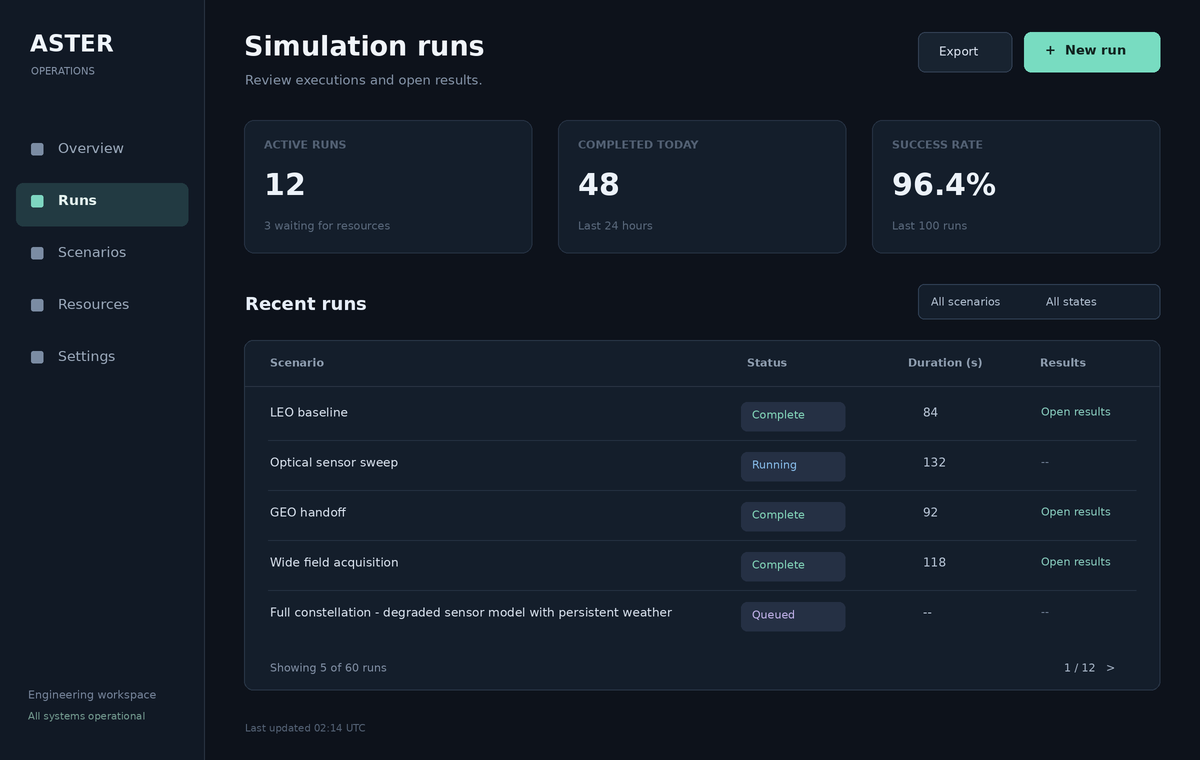 ASTER
OPERATIONS
Overview
Runs
Scenarios
Resources
Settings
Engineering workspace
All systems operational
Simulation runs
Review executions and open results.
Export
+ New run
ACTIVE RUNS
12
3 waiting for resources
COMPLETED TODAY
48
Last 24 hours
SUCCESS RATE
96.4%
Last 100 runs
Recent runs
All scenarios All states
Scenario Status Duration (s) Results
LEO baseline Complete 84 Open results
Optical sensor sweep Running 132 --
GEO handoff Complete 92 Open results
Wide field acquisition Complete 118 Open results
Full constellation - degraded sensor model with persistent weather Queued -- --
Showing 5 of 60 runs 1 / 12 >
Last updated 02:14 UTC